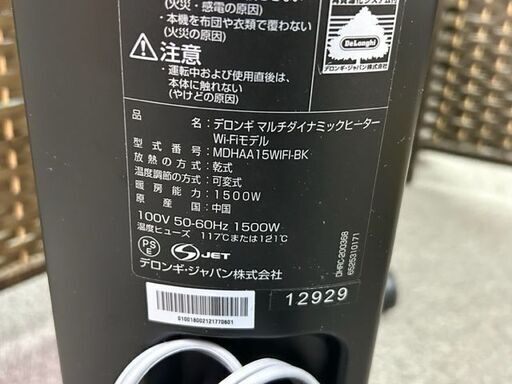 火災・感電の原因)
・本機を布団や衣類で覆わない
(火災の原因)
⚠注意
・運転中および使用直後は、
本体に触れない
(やけどの原因)
DeLonghi
デロンギ・ジャパン株式会社
品 名:デロンギ マルチダイナミックヒーター
Wi-Fiモデル
型式番号:MDHAA15WIFI-BK
放熱の方式:乾式
温度調節の方式:可変式
暖房能力:1500W
原産国:中国
100V 50-60Hz 1500W
温度ヒューズ 117℃または121℃
PS
E
S JET
デロンギ・ジャパン株式会社
DHRC-200368
6525310171
12929
010018002121770601